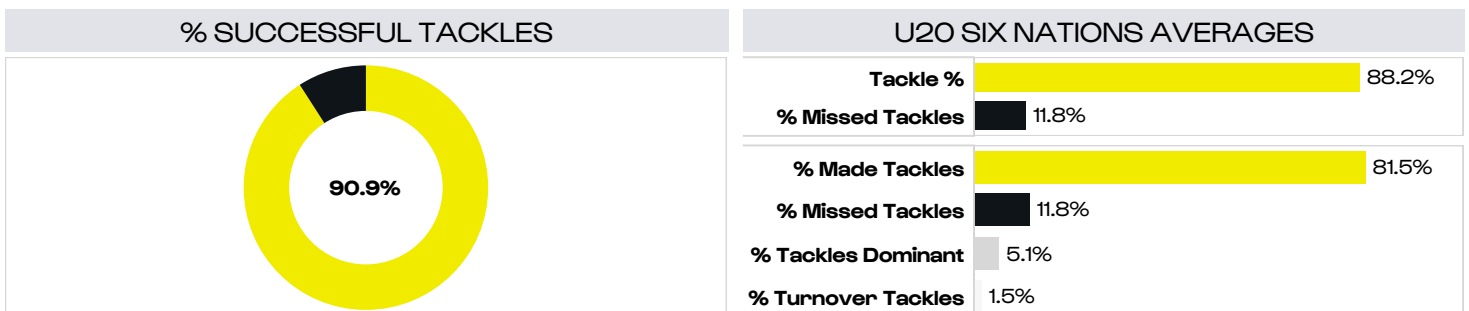 % SUCCESSFUL TACKLES
90.9%
U20 SIX NATIONS AVERAGES
Tackle % 88.2%
% Missed Tackles 11.8%
% Made Tackles 81.5%
% Missed Tackles 11.8%
% Tackles Dominant 5.1%
% Turnover Tackles 1.5%